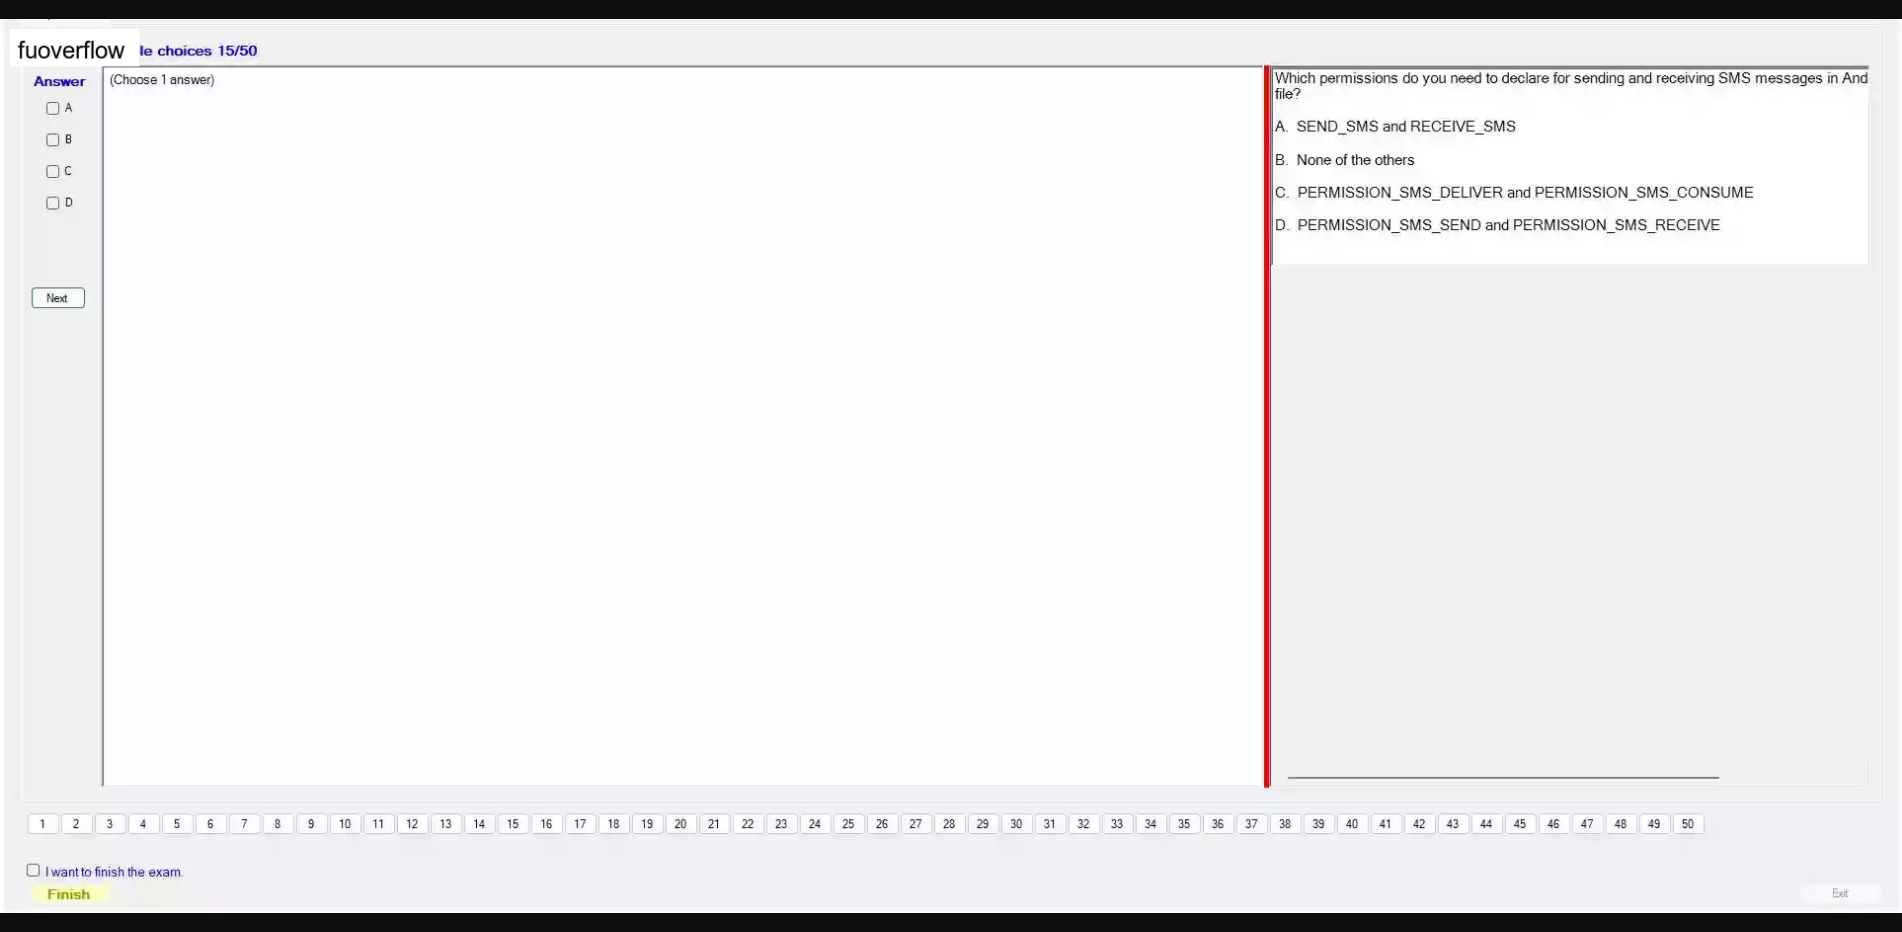 fuoverflow
le choices 15/50
Answer
(Choose 1 answer)
A
B
C
D
Next
Which permissions do you need to declare for sending and receiving SMS messages in And
file?
A. SEND_SMS and RECEIVE_SMS
B. None of the others
C. PERMISSION_SMS_DELIVER and PERMISSION_SMS_CONSUME
D. PERMISSION_SMS_SEND and PERMISSION_SMS_RECEIVE
1 2 3 4 5 6 7 8 9 10 11 12 13 14 15 16 17 18 19 20 21 22 23 24 25 26 27 28 29 30 31 32 33 34 35 36 37 38 39 40 41 42 43 44 45 46 47 48 49 50
I want to finish the exam.
Finish
Exit